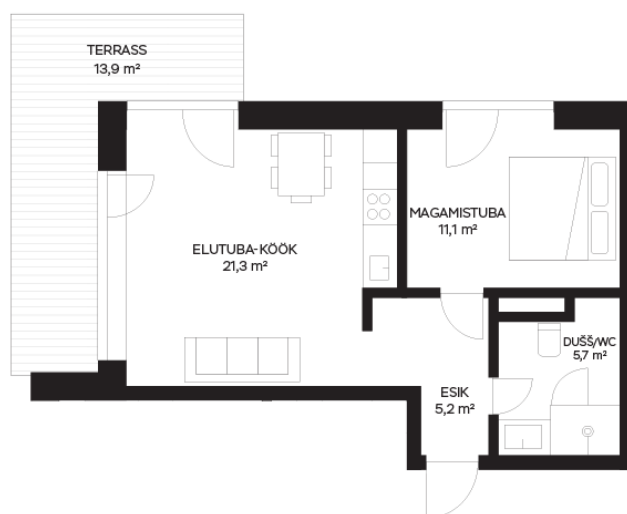 TERRASS
13,9 m²
ELUTUBA-KÖÖK
21,3 m²
MAGAMISTUBA
11,1 m²
DUŠŠ/WC
5,7 m²
ESIK
5,2 m²